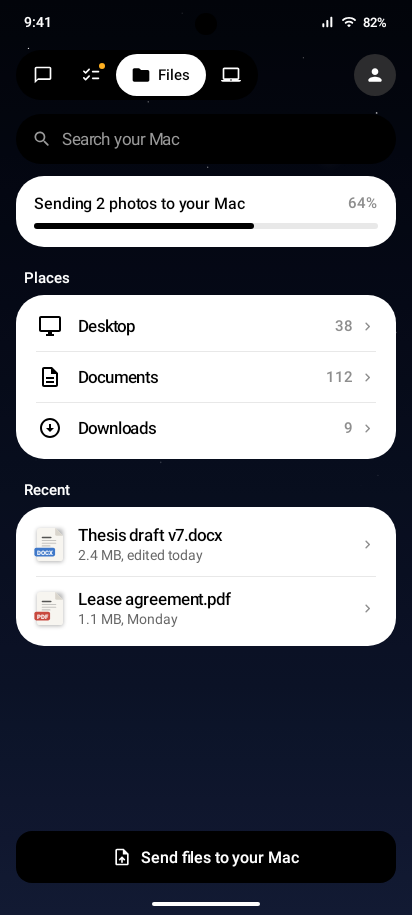 9:41
82%
Files
Search your Mac
Sending 2 photos to your Mac
64%
Places
Desktop
38
Documents
112
Downloads
9
Recent
Thesis draft v7.docx
DOCX
2.4 MB, edited today
Lease agreement.pdf
PDF
1.1 MB, Monday
Send files to your Mac